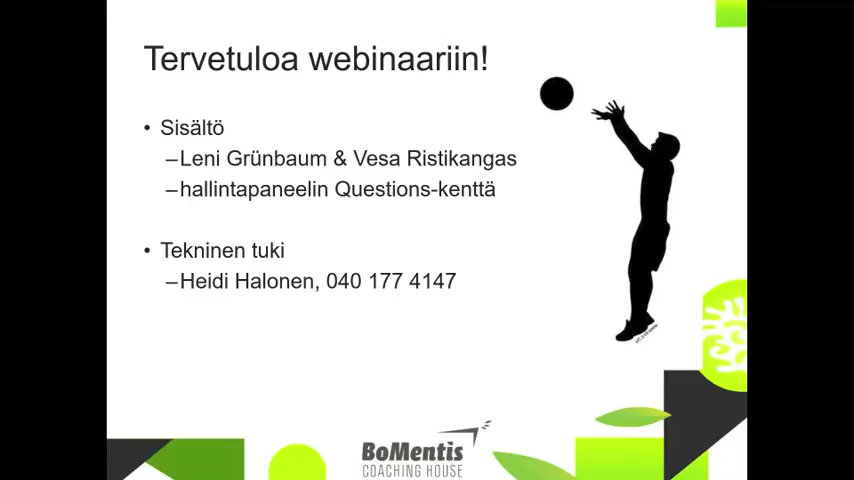 Tervetuloa webinaariin!
• Sisältö
–Leni Grünbaum & Vesa Ristikangas
–hallintapaneelin Questions-kenttä
• Tekninen tuki
–Heidi Halonen, 040 177 4147
BoMentis
COACHING HOUSE